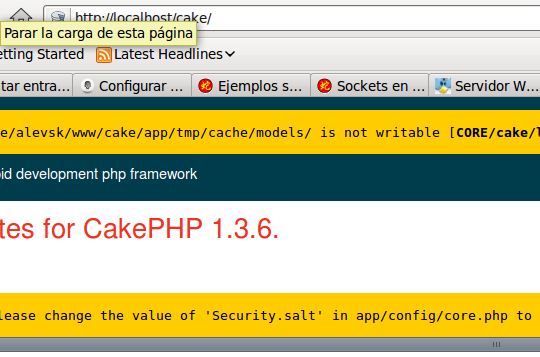 http://localhost/cake/
Parar la carga de esta página
etting Started Latest Headlines
tar entra... Configurar ... Ejemplos s... Sockets en ... Servidor W...
e/alevsk/www/cake/app/tmp/cache/models/ is not writable [CORE/cake/l
id development php framework
tes for CakePHP 1.3.6.
lease change the value of 'Security.salt' in app/config/core.php to